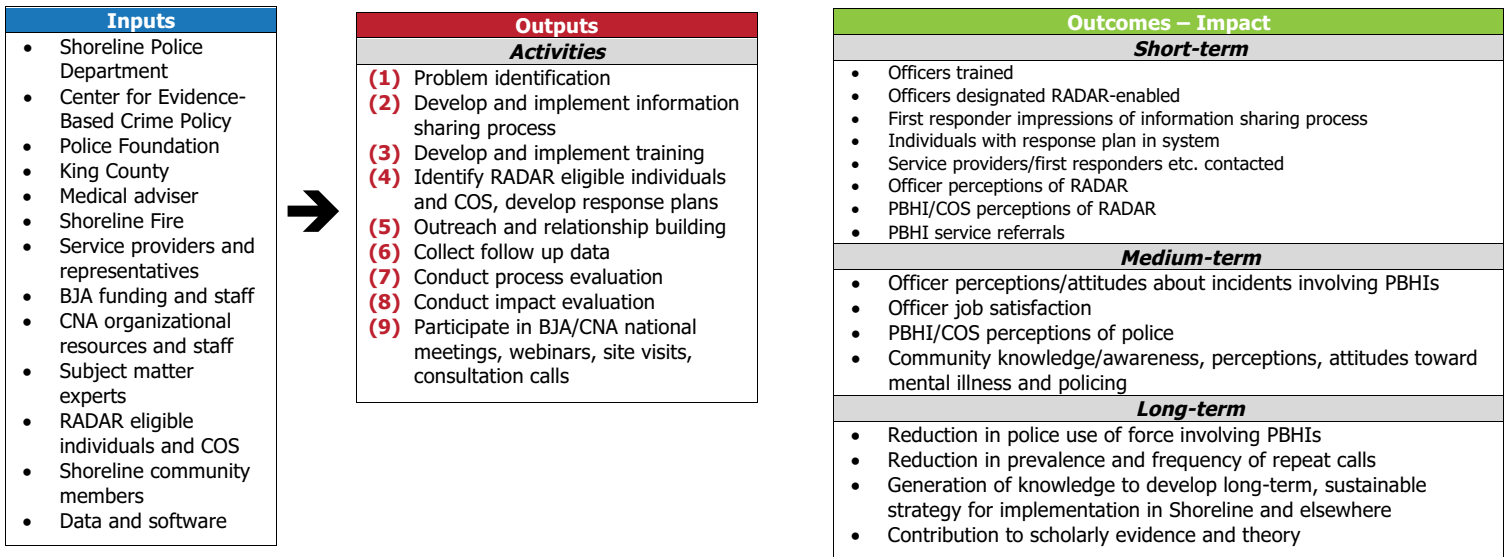 Inputs
• Shoreline Police
Department
• Center for Evidence-
Based Crime Policy
• Police Foundation
• King County
• Medical adviser
• Shoreline Fire
• Service providers and
representatives
• BJA funding and staff
• CNA organizational
resources and staff
• Subject matter
experts
• RADAR eligible
individuals and COS
• Shoreline community
members
• Data and software
Outputs
Activities
(1) Problem identification
(2) Develop and implement information
sharing process
(3) Develop and implement training
(4) Identify RADAR eligible individuals
and COS, develop response plans
(5) Outreach and relationship building
(6) Collect follow up data
(7) Conduct process evaluation
(8) Conduct impact evaluation
(9) Participate in BJA/CNA national
meetings, webinars, site visits,
consultation calls
Outcomes – Impact
Short-term
• Officers trained
• Officers designated RADAR-enabled
• First responder impressions of information sharing process
• Individuals with response plan in system
• Service providers/first responders etc. contacted
• Officer perceptions of RADAR
• PBHI/COS perceptions of RADAR
• PBHI service referrals
Medium-term
• Officer perceptions/attitudes about incidents involving PBHIs
• Officer job satisfaction
• PBHI/COS perceptions of police
• Community knowledge/awareness, perceptions, attitudes toward
mental illness and policing
Long-term
• Reduction in police use of force involving PBHIs
• Reduction in prevalence and frequency of repeat calls
• Generation of knowledge to develop long-term, sustainable
strategy for implementation in Shoreline and elsewhere
• Contribution to scholarly evidence and theory